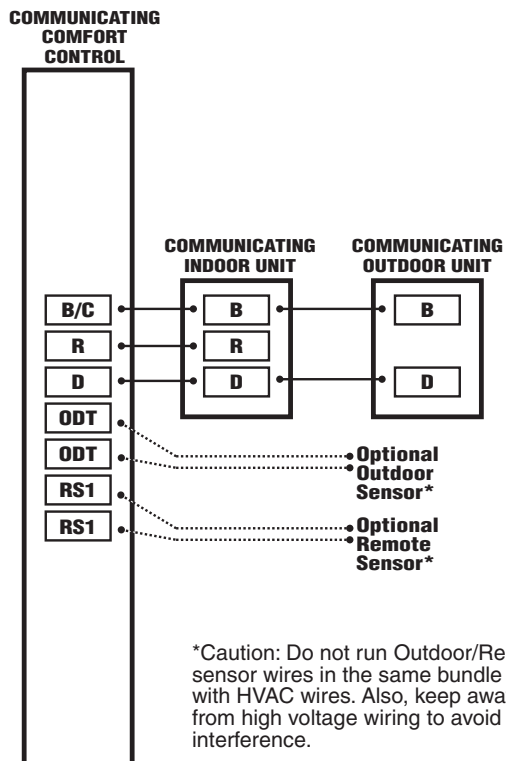 COMMUNICATING
COMFORT
CONTROL
COMMUNICATING
INDOOR UNIT
COMMUNICATING
OUTDOOR UNIT
B/C
B
B
R
R
D
D
D
ODT
ODT
Optional
Outdoor
Sensor*
RS1
RS1
Optional
Remote
Sensor*
*Caution: Do not run Outdoor/Re
sensor wires in the same bundle
with HVAC wires. Also, keep awa
from high voltage wiring to avoid
interference.